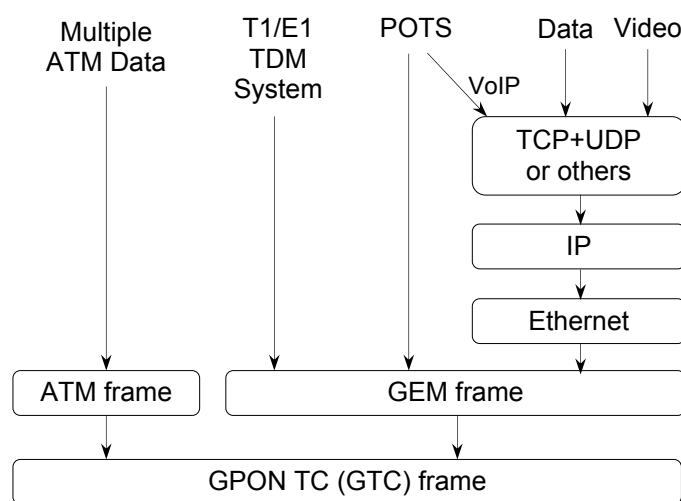 Multiple
ATM Data
T1/E1
TDM
System
POTS
Data
Video
VoIP
TCP+UDP
or others
IP
Ethernet
ATM frame
GEM frame
GPON TC (GTC) frame